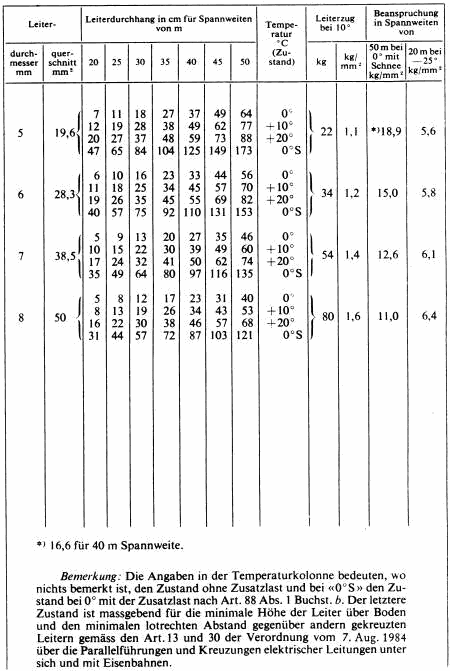 Leiter-
Leiterdurchhang in cm für Spannweiten
von m
Tempe-
ratur
°C
(Zu-
stand)
Leiterzug
bei 10°
Beanspruchung
in Spannweiten
von
durch-
messer
mm
quer-
schnitt
mm²
20 25 30 35 40 45 50
kg
kg/
mm²
50 m bei
0° mit
Schnee
kg/mm²
20 m bei
—25°
kg/mm²
7 11 18 27 37 49 64 0°
12 19 28 38 49 62 77 +10°
5 19,6 22 1,1 *)18,9 5,6
20 27 37 48 59 73 88 +20°
47 65 84 104 125 149 173 0°S
6 10 16 23 33 44 56 0°
11 18 25 34 45 57 70 +10°
6 28,3 34 1,2 15,0 5,8
19 26 35 45 55 69 82 +20°
40 57 75 92 110 131 153 0°S
5 9 13 20 27 35 46 0°
10 15 22 30 39 49 60 +10°
7 38,5 54 1,4 12,6 6,1
17 24 32 41 50 62 74 +20°
35 49 64 80 97 116 135 0°S
5 8 12 17 23 31 40 0°
8 13 19 26 34 43 53 +10°
8 50 80 1,6 11,0 6,4
16 22 30 38 46 57 68 +20°
31 44 57 72 87 103 121 0°S
*) 16,6 für 40 m Spannweite.
Bemerkung: Die Angaben in der Temperaturkolonne bedeuten, wo
nichts bemerkt ist, den Zustand ohne Zusatzlast und bei «0°S» den Zu-
stand bei 0° mit der Zusatzlast nach Art. 88 Abs. 1 Buchst. b. Der letztere
Zustand ist massgebend für die minimale Höhe der Leiter über Boden
und den minimalen lotrechten Abstand gegenüber andern gekreuzten
Leitern gemäss den Art. 13 und 30 der Verordnung vom 7. Aug. 1984
über die Parallelführungen und Kreuzungen elektrischer Leitungen unter
sich und mit Eisenbahnen.